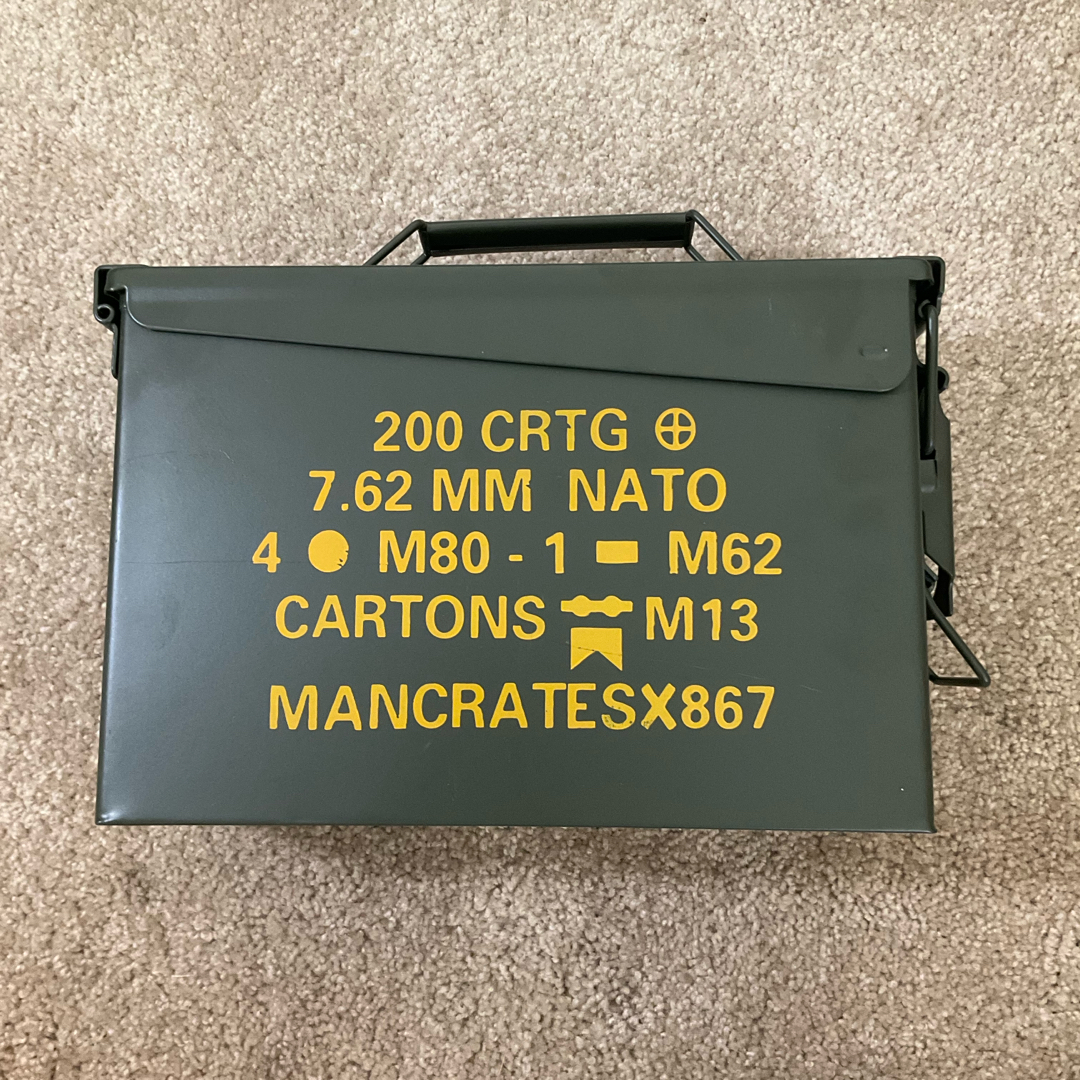 200 CRTG ⊕
7.62 MM NATO
4 ● M80 - 1 ▬ M62
CARTONS M13
MANCRATESX867